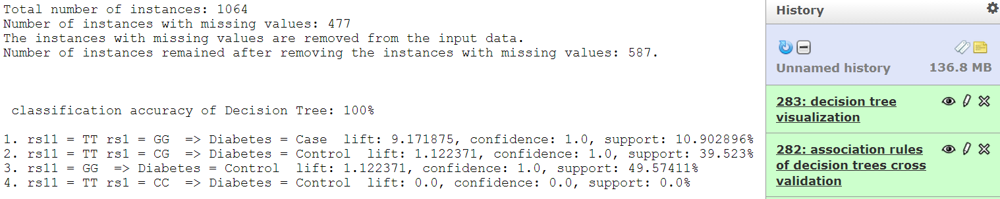 Total number of instances: 1064
Number of instances with missing values: 477
The instances with missing values are removed from the input data.
Number of instances remained after removing the instances with missing values: 587.
classification accuracy of Decision Tree: 100%
1. rs11 = TT rs1 = GG  => Diabetes = Case  lift: 9.171875, confidence: 1.0, support: 10.902896%
2. rs11 = TT rs1 = CG  => Diabetes = Control  lift: 1.122371, confidence: 1.0, support: 39.523%
3. rs11 = GG  => Diabetes = Control  lift: 1.122371, confidence: 1.0, support: 49.57411%
4. rs11 = TT rs1 = CC  => Diabetes = Control  lift: 0.0, confidence: 0.0, support: 0.0%
History
Unnamed history 136.8 MB
283: decision tree
visualization
282: association rules
of decision trees cross
validation